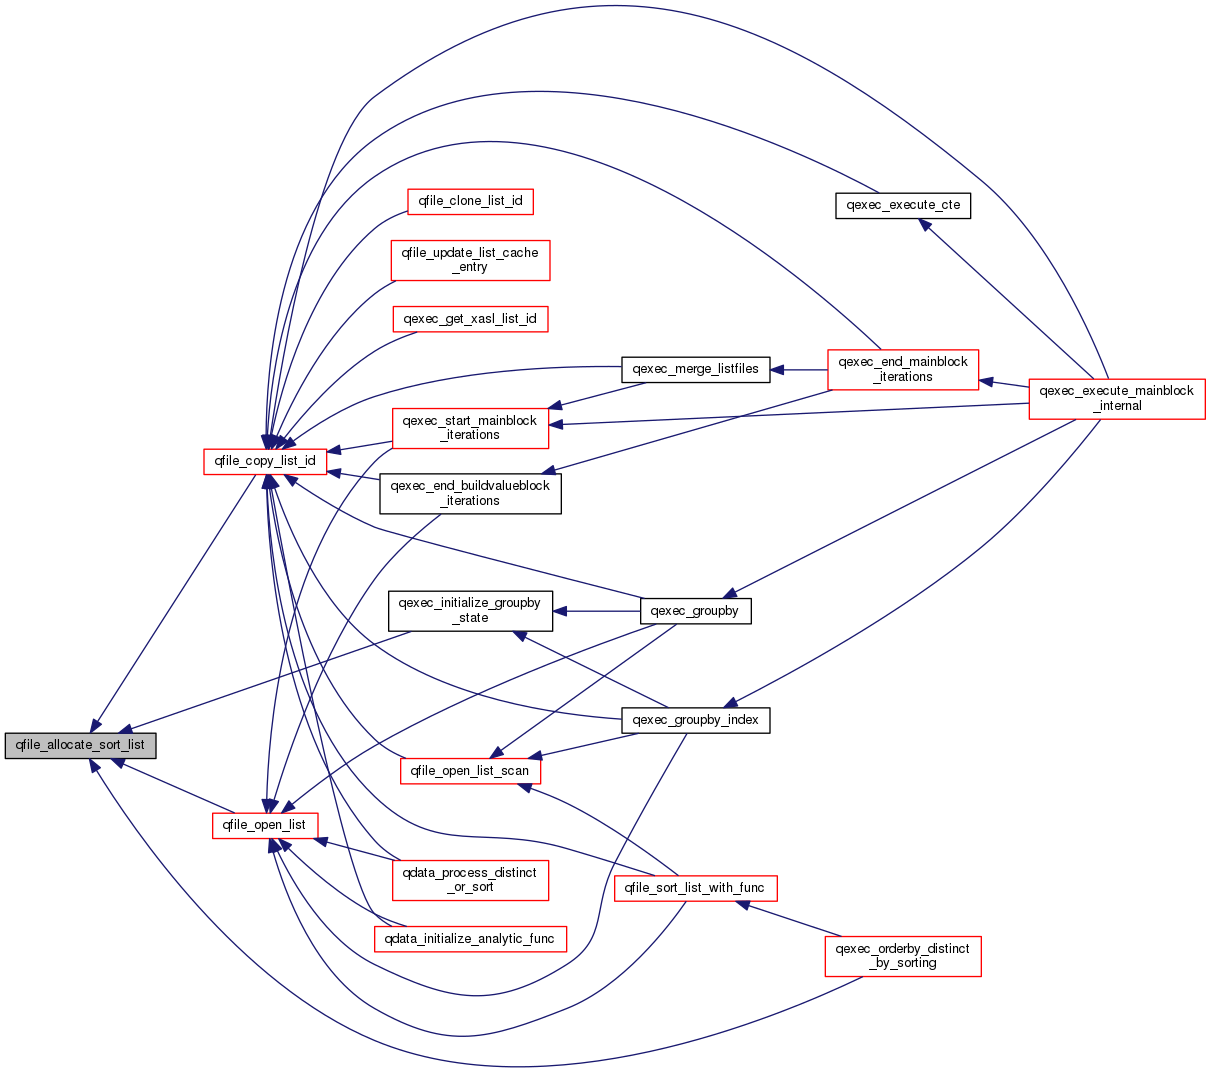 qfile_clone_list_id
qexec_execute_cte
qfile_update_list_cache
_entry
qexec_get_xasl_list_id
qexec_merge_listfiles
qexec_end_mainblock
_iterations
qexec_execute_mainblock
_internal
qexec_start_mainblock
_iterations
qfile_copy_list_id
qexec_end_buildvalueblock
_iterations
qexec_initialize_groupby
_state
qexec_groupby
qexec_groupby_index
qfile_allocate_sort_list
qfile_open_list_scan
qfile_open_list
qdata_process_distinct
_or_sort
qfile_sort_list_with_func
qdata_initialize_analytic_func
qexec_orderby_distinct
_by_sorting